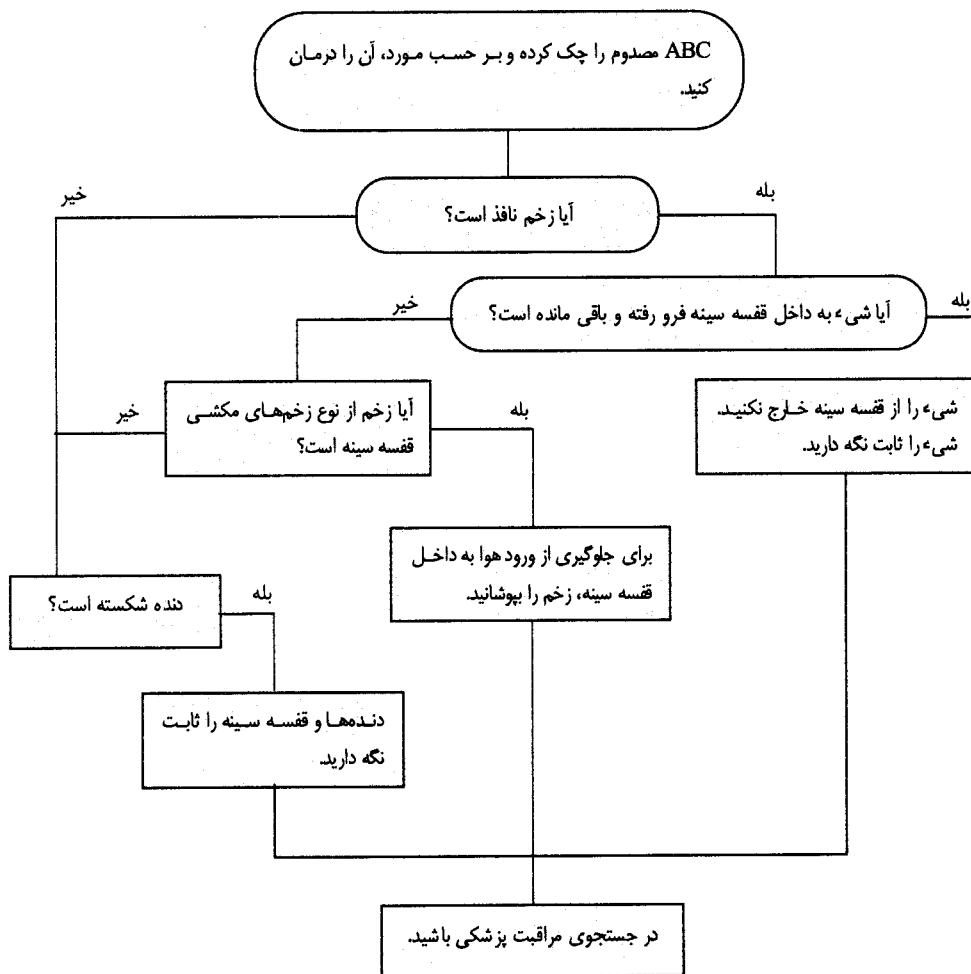 ABC مصدوم را چک کرده و بر حسب مورد، آن را درمان
کنید.
خیر
بله
آیا زخم نافذ است؟
خیر
بله
آیا شیء به داخل قفسه سینه فرو رفته و باقی مانده است؟
شیء را از قفسه سینه خارج نکنید.
شیء را ثابت نگه دارید.
خیر
بله
آیا زخم از نوع زخم‌های مکشی
قفسه سینه است؟
برای جلوگیری از ورود هوا به داخل
قفسه سینه، زخم را بپوشانید.
دنده شکسته است؟
بله
دنده‌ها و قفسه سینه را ثابت
نگه دارید.
در جستجوی مراقبت پزشکی باشید.